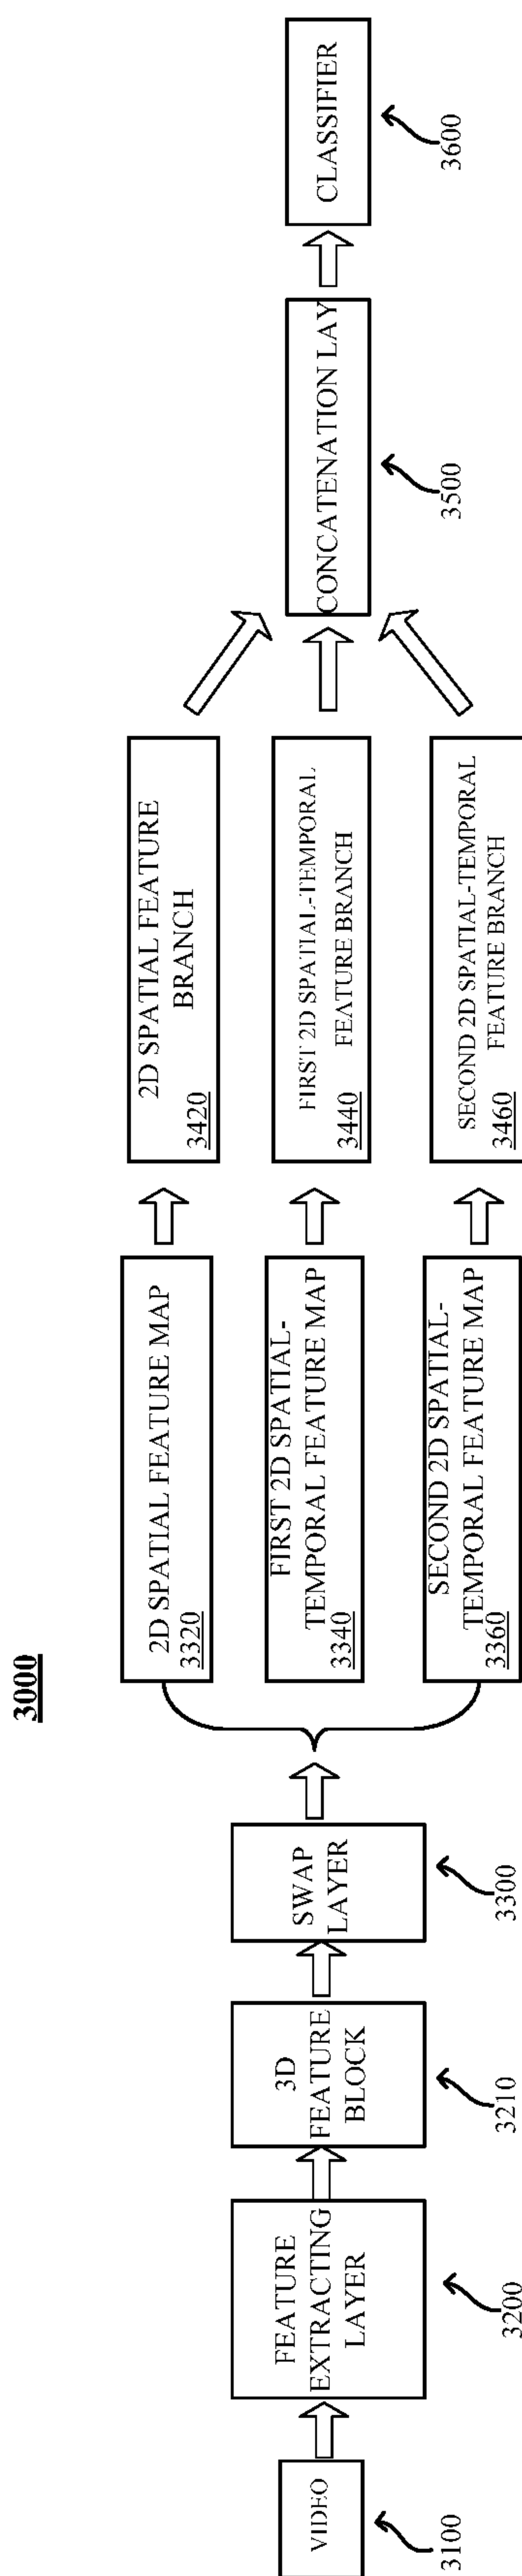 3000
VIDEO
3100
FEATURE
EXTRACTING
LAYER
3200
3D
FEATURE
BLOCK
3210
SWAP
LAYER
3300
2D SPATIAL FEATURE MAP
3320
FIRST 2D SPATIAL-
TEMPORAL FEATURE MAP
3340
SECOND 2D SPATIAL-
TEMPORAL FEATURE MAP
3360
2D SPATIAL FEATURE
BRANCH
3420
FIRST 2D SPATIAL-TEMPORAL
FEATURE BRANCH
3440
SECOND 2D SPATIAL-TEMPORAL
FEATURE BRANCH
3460
CONCATENATION LAY
3500
CLASSIFIER
3600